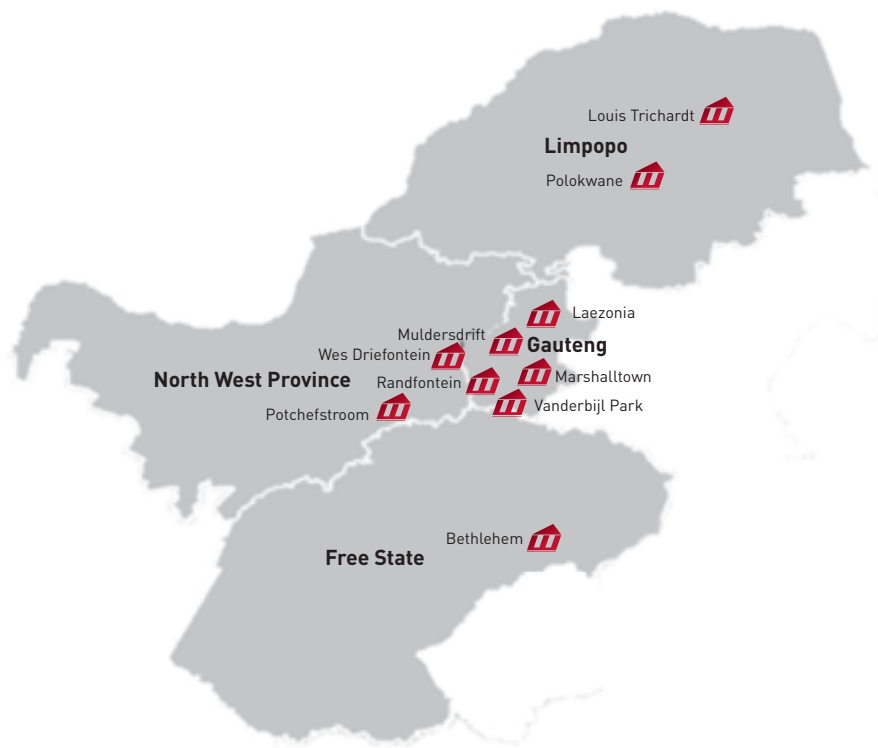 Louis Trichardt
Limpopo
Polokwane
Laezonia
Muldersdrift
Gauteng
Wes Driefontein
Marshalltown
North West Province
Randfontein
Vanderbijl Park
Potchefstroom
Bethlehem
Free State